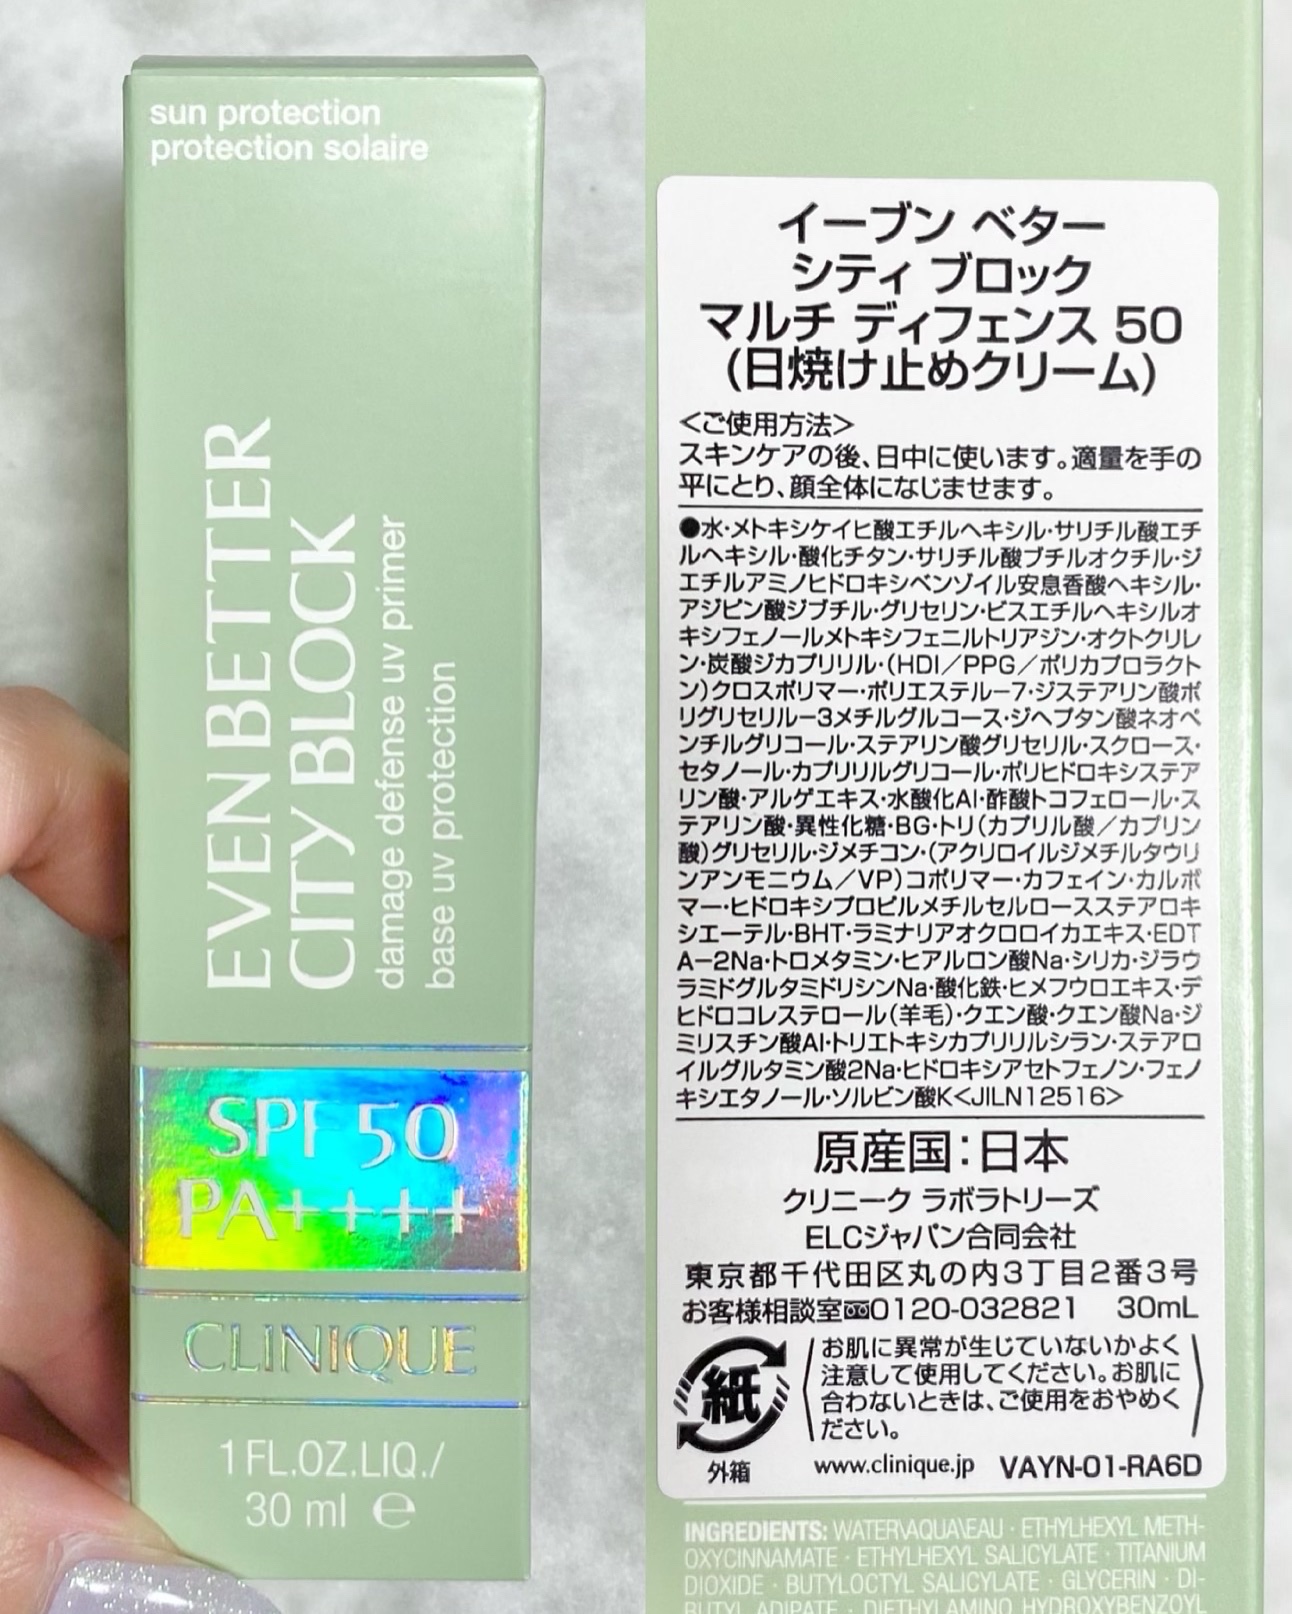 sun protection
protection solaire
EVEN BETTER
CITY BLOCK
damage defense uv primer
base uv protection
SPF 50
PA++++
CLINIQUE
1 FL.OZ.LIQ./
30 ml ℮
イーブン ベター
シティ ブロック
マルチ ディフェンス 50
(日焼け止めクリーム)
<ご使用方法>
スキンケアの後、日中に使います。適量を手の
平にとり、顔全体になじませます。
●水・メトキシケイヒ酸エチルヘキシル・サリチル酸エチ
ルヘキシル・酸化チタン・サリチル酸ブチルオクチル・ジ
エチルアミノヒドロキシベンゾイル安息香酸ヘキシル・
アジピン酸ジブチル・グリセリン・ビスエチルヘキシルオ
キシフェノールメトキシフェニルトリアジン・オクトクリレ
ン・炭酸ジカプリリル・(HDI/PPG/ポリカプロラクト
ン)クロスポリマー・ポリエステル-7・ジステアリン酸ポ
リグリセリル-3メチルグルコース・ジヘプタン酸ネオペ
ンチルグリコール・ステアリン酸グリセリル・スクロース・
セタノール・カプリリルグリコール・ポリヒドロキシステア
リン酸・アルゲエキス・水酸化Al・酢酸トコフェロール・ス
テアリン酸・異性化糖・BG・トリ(カプリル酸/カプリン
酸)グリセリル・ジメチコン・(アクリロイルジメチルタウリ
ンアンモニウム/VP)コポリマー・カフェイン・カルボ
マー・ヒドロキシプロピルメチルセルロースステアロキ
シエーテル・BHT・ラミナリアオクロロイカエキス・EDT
A-2Na・トロメタミン・ヒアルロン酸Na・シリカ・ジラウ
ラミドグルタミドリシンNa・酸化鉄・ヒメフウロエキス・デ
ヒドロコレステロール(羊毛)・クエン酸・クエン酸Na・ジ
ミリスチン酸Al・トリエトキシカプリリルシラン・ステアロ
イルグルタミン酸2Na・ヒドロキシアセトフェノン・フェノ
キシエタノール・ソルビン酸K<JILN12516>
原産国:日本
クリニーク ラボラトリーズ
ELCジャパン合同会社
東京都千代田区丸の内3丁目2番3号
お客様相談室 0120-032821 30mL
紙
外箱
お肌に異常が生じていないかよく
注意して使用してください。お肌に
合わないときは、ご使用をおやめく
ださい。
www.clinique.jp VAYN-01-RA6D
INGREDIENTS: WATER\AQUA\EAU · ETHYLHEXYL METH-
OXYCINNAMATE · ETHYLHEXYL SALICYLATE · TITANIUM
DIOXIDE · BUTYLOCTYL SALICYLATE · GLYCERIN · DI-
BUTYL ADIPATE · DIETHYLAMINO HYDROXYBENZOYL